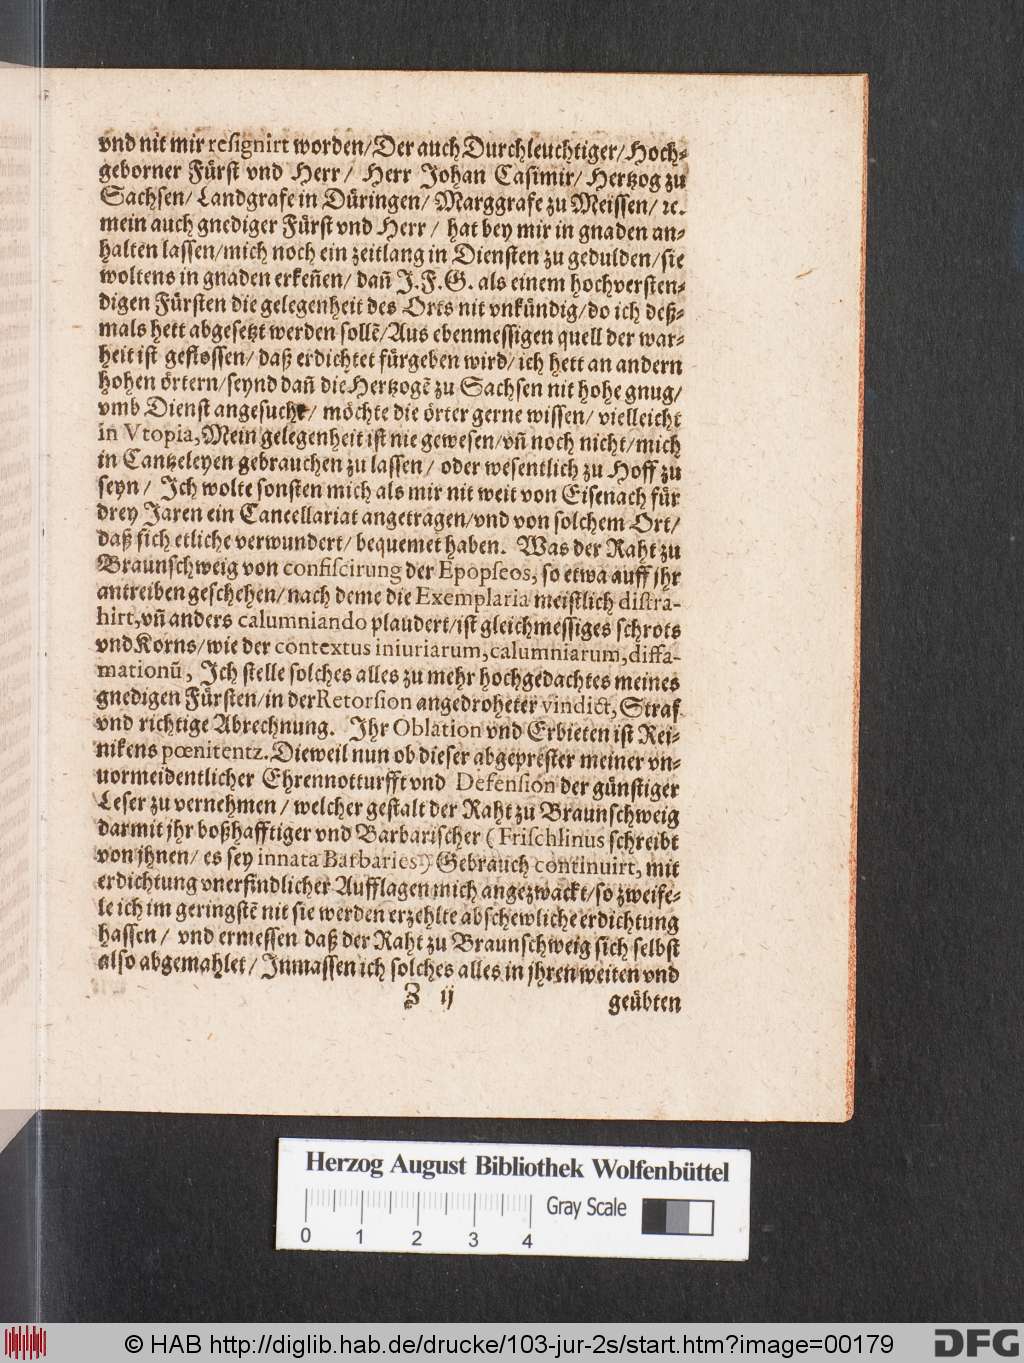 vnd nit mir resignirt worden/Der auch Durchleuchtiger/Hoch⸗
geborner Fürst vnd Herr/ Herr Johan Casimir/ Hertzog zu
Sachsen/ Landgrafe in Düringen/ Marggrafe zu Meissen/ ꝛc.
mein auch gnediger Fürst vnd Herr/ hat bey mir in gnaden an⸗
halten lassen/mich noch ein zeitlang in Diensten zu gedulden/sie
woltens in gnaden erkeñen/ dañ J.F.G. als einem hochversten⸗
digen Fürsten die gelegenheit des Orts nit vnkündig/do ich deß⸗
mals hett abgesetzt werden sollẽ/Aus ebenmessigen quell der war⸗
heit ist geflossen/ daß erdichtet fürgeben wird/ ich hett an andern
hohen örtern/seynd dañ die Hertzogẽ zu Sachsen nit hohe gnug/
vmb Dienst angesucht/ möchte die örter gerne wissen/ vielleicht
in Vtopia, Mein gelegenheit ist nie gewesen/vñ noch nicht/mich
in Cantzeleyen gebrauchen zu lassen/ oder wesentlich zu Hoff zu
seyn/ Ich wolte sonsten mich als mir nit weit von Eisenach für
drey Jaren ein Cancellariat angetragen/vnd von solchem Ort/
daß sich etliche verwundert/ bequemet haben. Was der Raht zu
Braunschweig von confiscirung der Epopseos, so etwa auff jhr
antreiben geschehen/nach deme die Exemplaria meistlich distra-
hirt, vñ anders calumniando plaudert/ist gleichmessiges schrots
vnd Korns/wie der contextus iniuriarum, calumniarum, diffa-
mationũ, Ich stelle solches alles zu mehr hochgedachtes meines
gnedigen Fürsten/in der Retorsion angedroheter vindict, Straf
vnd richtige Abrechnung. Ihr Oblation vnd Erbieten ist Rei⸗
nikens pœnitentz. Dieweil nun ob dieser abgeprester meiner vn⸗
uormeidentlicher Ehrennotturfft vnd Defension der günstiger
Leser zu vernehmen/ welcher gestalt der Raht zu Braunschweig
darmit jhr boßhafftiger vnd Barbarischer (Frischlinus schreibt
von jhnen/ es sey innata Barbaries) Gebrauch continuirt, mit
erdichtung vnerfindlicher Aufflagen mich angezwackt/so zweife⸗
le ich im geringstẽ nit sie werden erzehlte abschewliche erdichtung
hassen/ vnd ermessen daß der Raht zu Braunschweig sich selbst
also abgemahlet/ Inmassen ich solches alles in jhren weiten vnd
Z ij geübten
Herzog August Bibliothek Wolfenbüttel
Gray Scale
0 1 2 3 4
© HAB http://diglib.hab.de/drucke/103-jur-2s/start.htm?image=00179
DFG